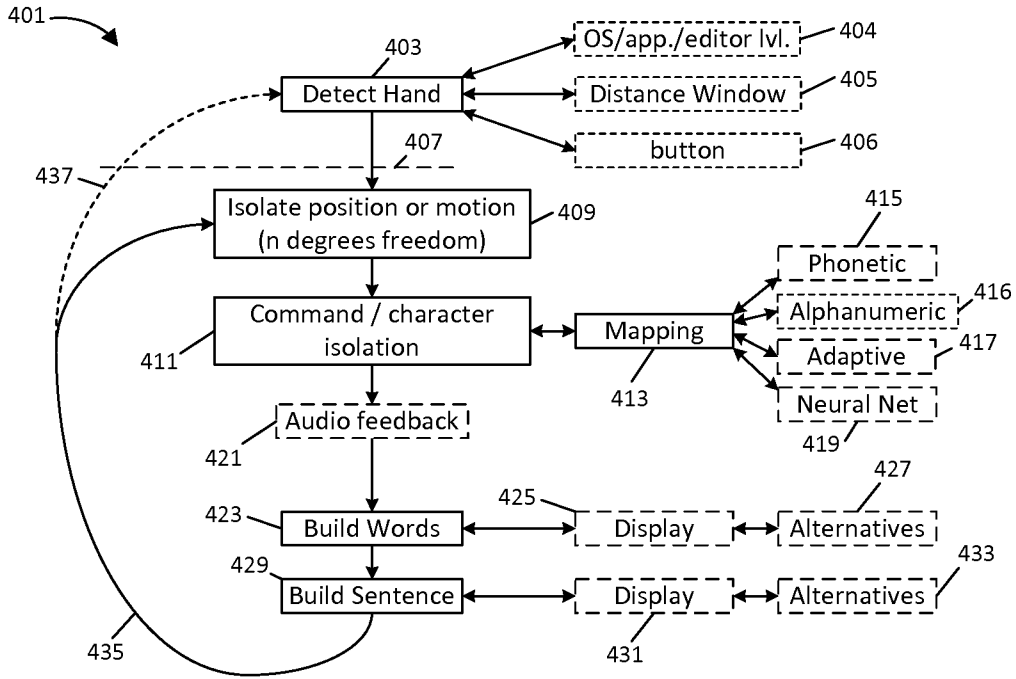 401
403
OS/app./editor lvl.
404
Detect Hand
Distance Window
405
button
406
407
437
Isolate position or motion
(n degrees freedom)
409
415
Phonetic
Command / character
isolation
411
Mapping
413
Alphanumeric
416
Adaptive
417
Neural Net
419
Audio feedback
421
423
Build Words
425
Display
427
Alternatives
429
Build Sentence
Display
431
Alternatives
433
435